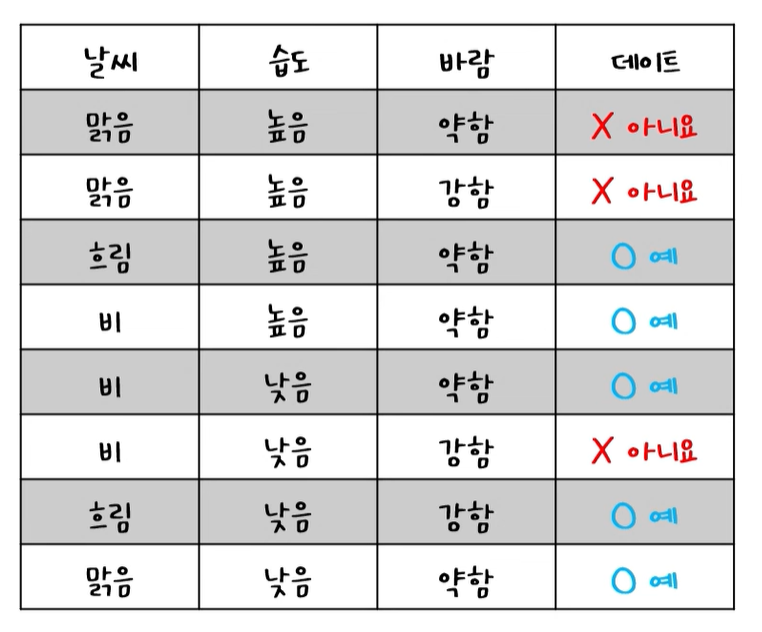 날씨 습도 바람 데이트
맑음 높음 약함 X 아니요
맑음 높음 강함 X 아니요
흐림 높음 약함 O 예
비 높음 약함 O 예
비 낮음 약함 O 예
비 낮음 강함 X 아니요
흐림 낮음 강함 O 예
맑음 낮음 약함 O 예